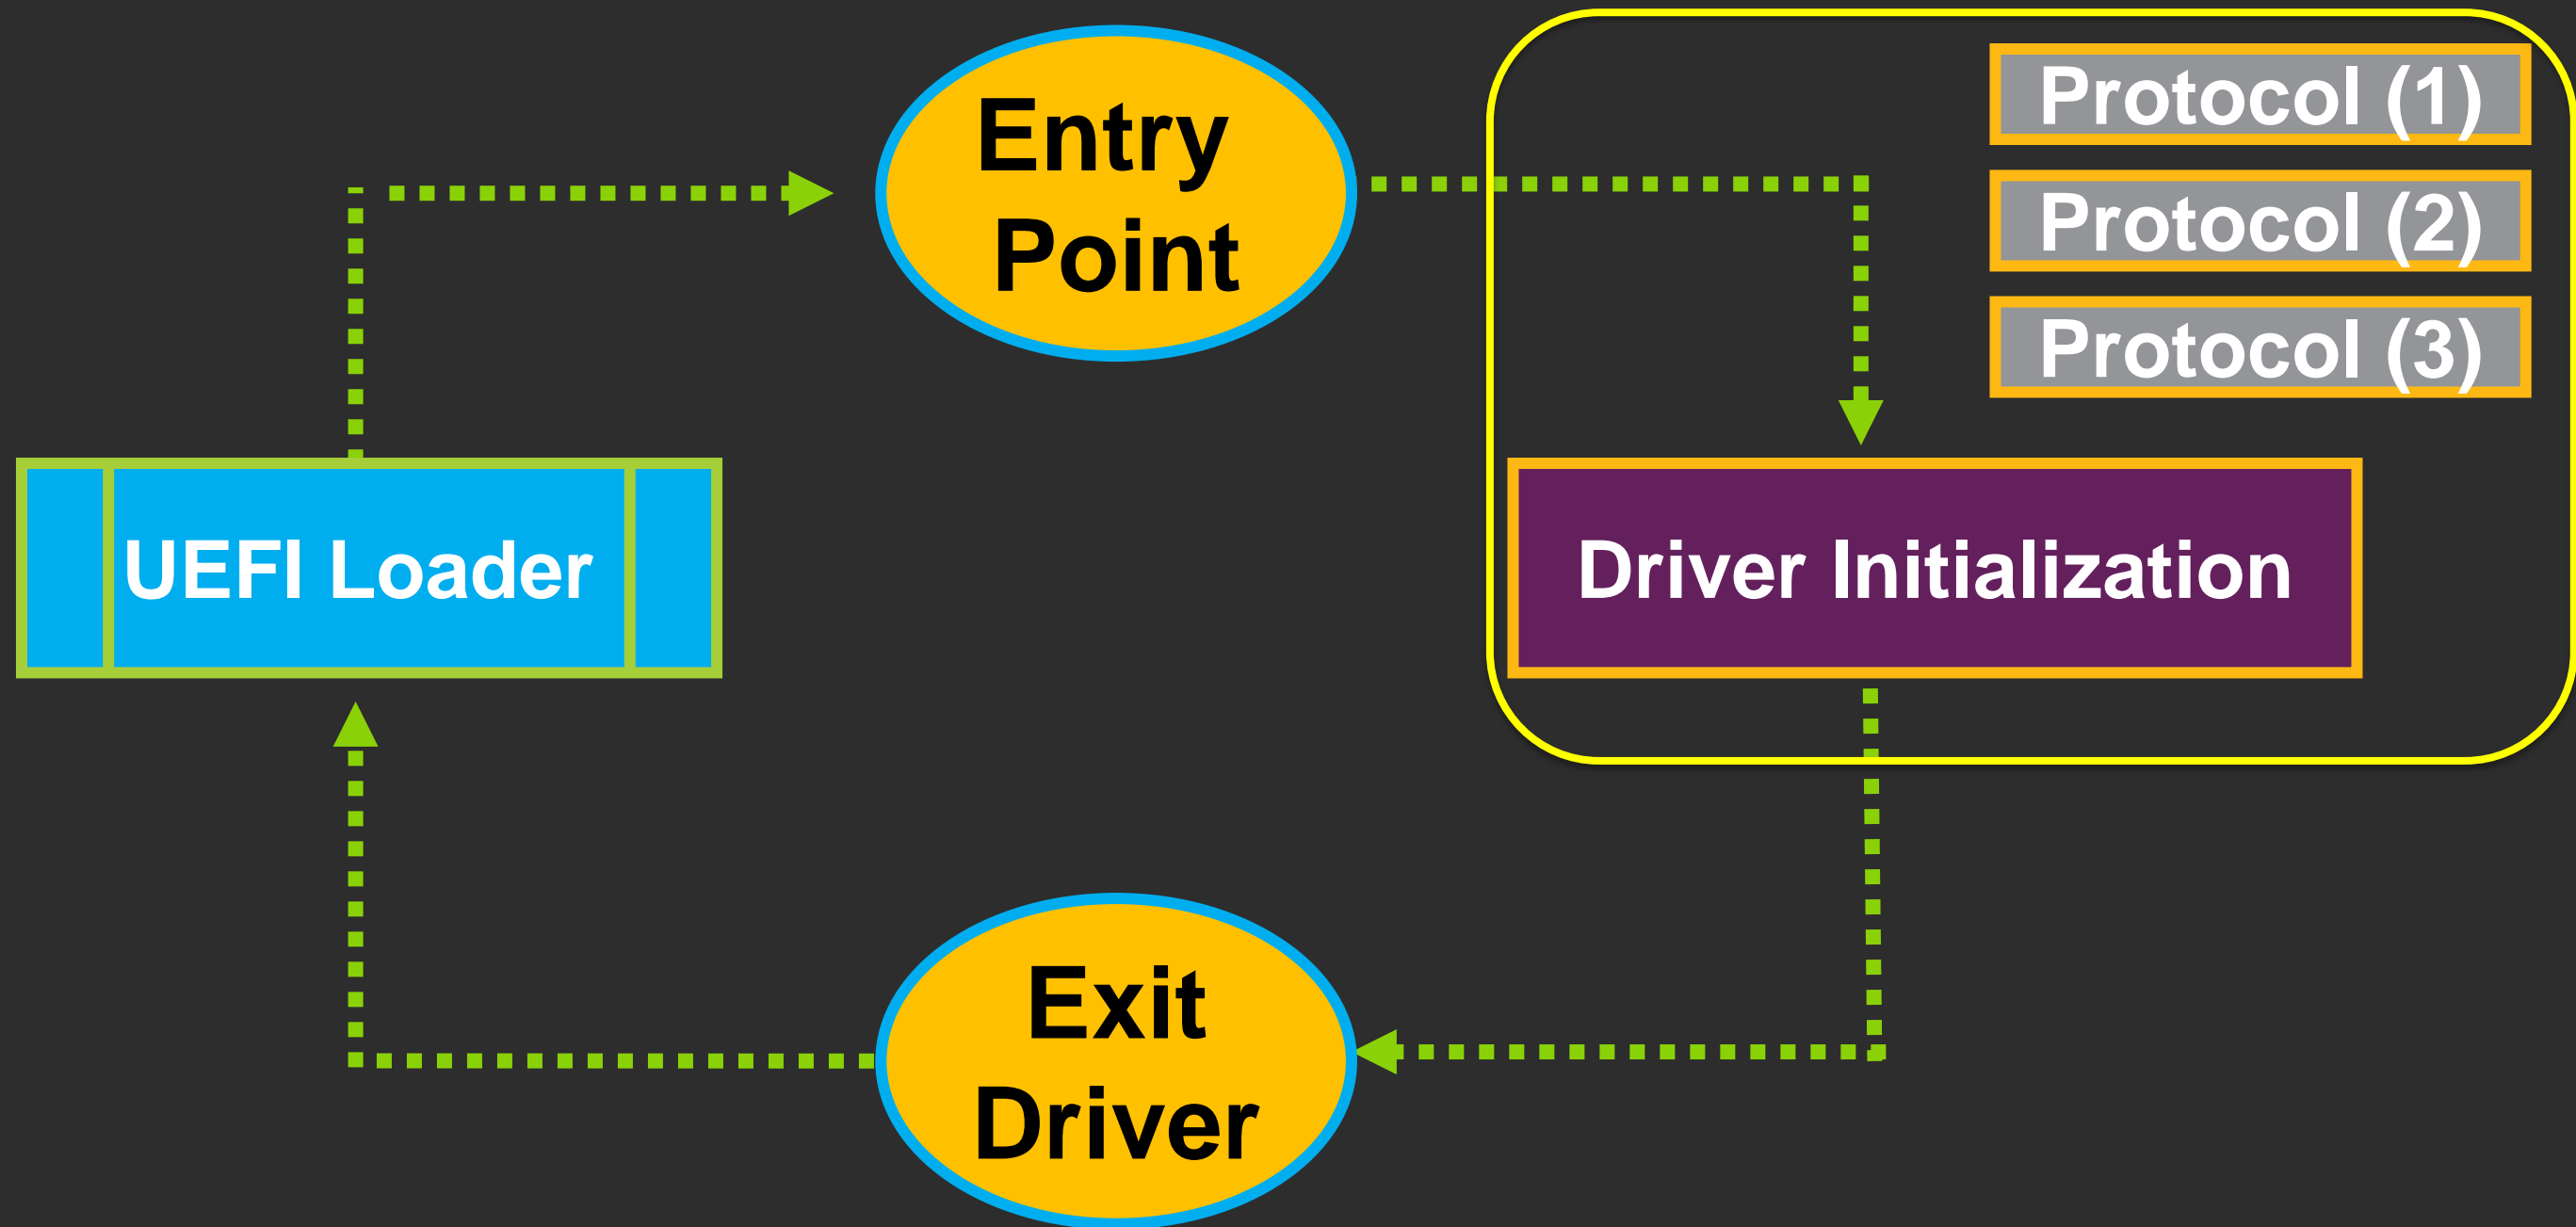 Entry
Point
Protocol (1)
Protocol (2)
Protocol (3)
UEFI Loader
Driver Initialization
Exit
Driver